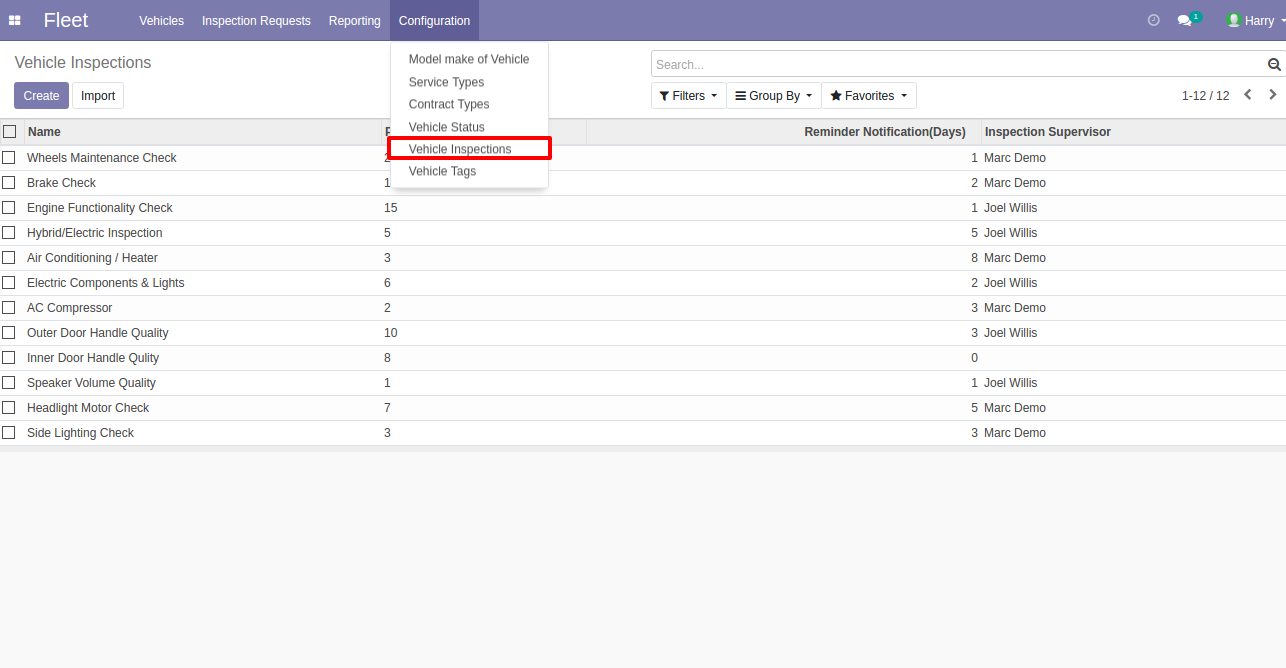 Fleet Vehicles Inspection Requests Reporting Configuration 1 Harry
Vehicle Inspections
Search...
Create Import
Filters Group By Favorites 1-12 / 12
Model make of Vehicle
Service Types
Contract Types
Vehicle Status
Vehicle Inspections
Vehicle Tags
Name Reminder Notification(Days) Inspection Supervisor
Wheels Maintenance Check 1 Marc Demo
Brake Check 2 Marc Demo
Engine Functionality Check 15 1 Joel Willis
Hybrid/Electric Inspection 5 5 Joel Willis
Air Conditioning / Heater 3 8 Marc Demo
Electric Components & Lights 6 2 Joel Willis
AC Compressor 2 3 Marc Demo
Outer Door Handle Quality 10 3 Joel Willis
Inner Door Handle Qulity 8 0
Speaker Volume Quality 1 1 Joel Willis
Headlight Motor Check 7 5 Marc Demo
Side Lighting Check 3 3 Marc Demo